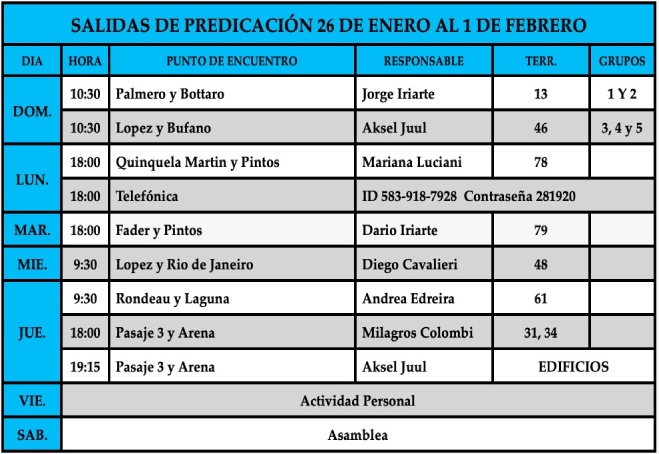 SALIDAS DE PREDICACIÓN 26 DE ENERO AL 1 DE FEBRERO
DIA HORA PUNTO DE ENCUENTRO RESPONSABLE TERR. GRUPOS
DOM. 10:30 Palmero y Bottaro Jorge Iriarte 13 1 Y 2
10:30 Lopez y Bufano Aksel Juul 46 3, 4 y 5
LUN. 18:00 Quinquela Martin y Pintos Mariana Luciani 78
18:00 Telefónica ID 583-918-7928 Contraseña 281920
MAR. 18:00 Fader y Pintos Dario Iriarte 79
MIE. 9:30 Lopez y Rio de Janeiro Diego Cavalieri 48
JUE. 9:30 Rondeau y Laguna Andrea Edreira 61
18:00 Pasaje 3 y Arena Milagros Colombi 31, 34
19:15 Pasaje 3 y Arena Aksel Juul EDIFICIOS
VIE. Actividad Personal
SAB. Asamblea